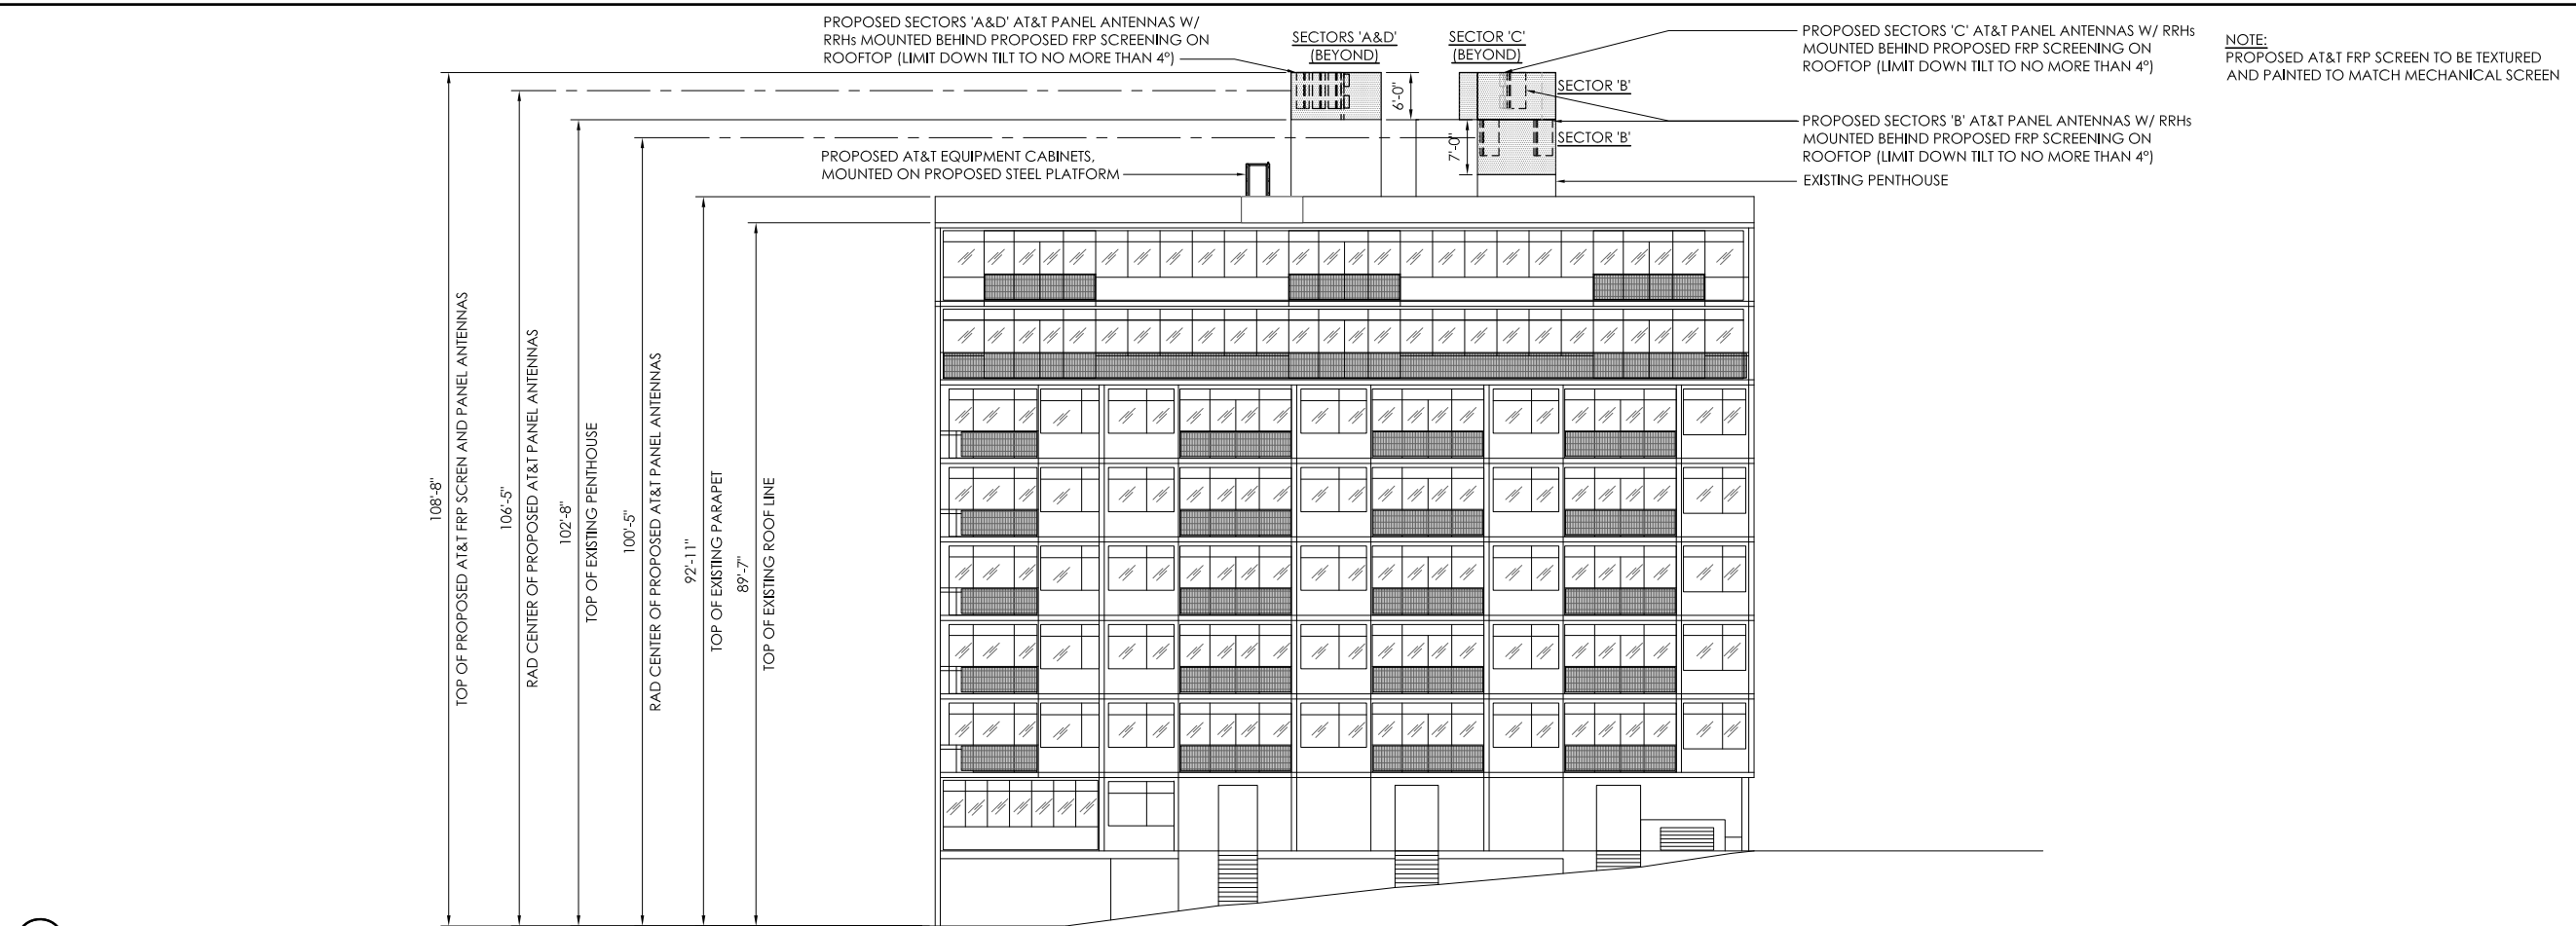 PROPOSED SECTORS 'A&D' AT&T PANEL ANTENNAS W/
RRHs MOUNTED BEHIND PROPOSED FRP SCREENING ON
ROOFTOP (LIMIT DOWN TILT TO NO MORE THAN 4°)
SECTORS 'A&D'
(BEYOND)
SECTOR 'C'
(BEYOND)
PROPOSED SECTORS 'C' AT&T PANEL ANTENNAS W/ RRHs
MOUNTED BEHIND PROPOSED FRP SCREENING ON
ROOFTOP (LIMIT DOWN TILT TO NO MORE THAN 4°)
NOTE:
PROPOSED AT&T FRP SCREEN TO BE TEXTURED
AND PAINTED TO MATCH MECHANICAL SCREEN
6'-0"
SECTOR 'B'
PROPOSED SECTORS 'B' AT&T PANEL ANTENNAS W/ RRHs
MOUNTED BEHIND PROPOSED FRP SCREENING ON
ROOFTOP (LIMIT DOWN TILT TO NO MORE THAN 4°)
7'-0"
SECTOR 'B'
PROPOSED AT&T EQUIPMENT CABINETS,
MOUNTED ON PROPOSED STEEL PLATFORM
EXISTING PENTHOUSE
108'-8"
TOP OF PROPOSED AT&T FRP SCREEN AND PANEL ANTENNAS
106'-5"
RAD CENTER OF PROPOSED AT&T PANEL ANTENNAS
102'-8"
TOP OF EXISTING PENTHOUSE
100'-5"
RAD CENTER OF PROPOSED AT&T PANEL ANTENNAS
92'-11"
TOP OF EXISTING PARAPET
89'-7"
TOP OF EXISTING ROOF LINE